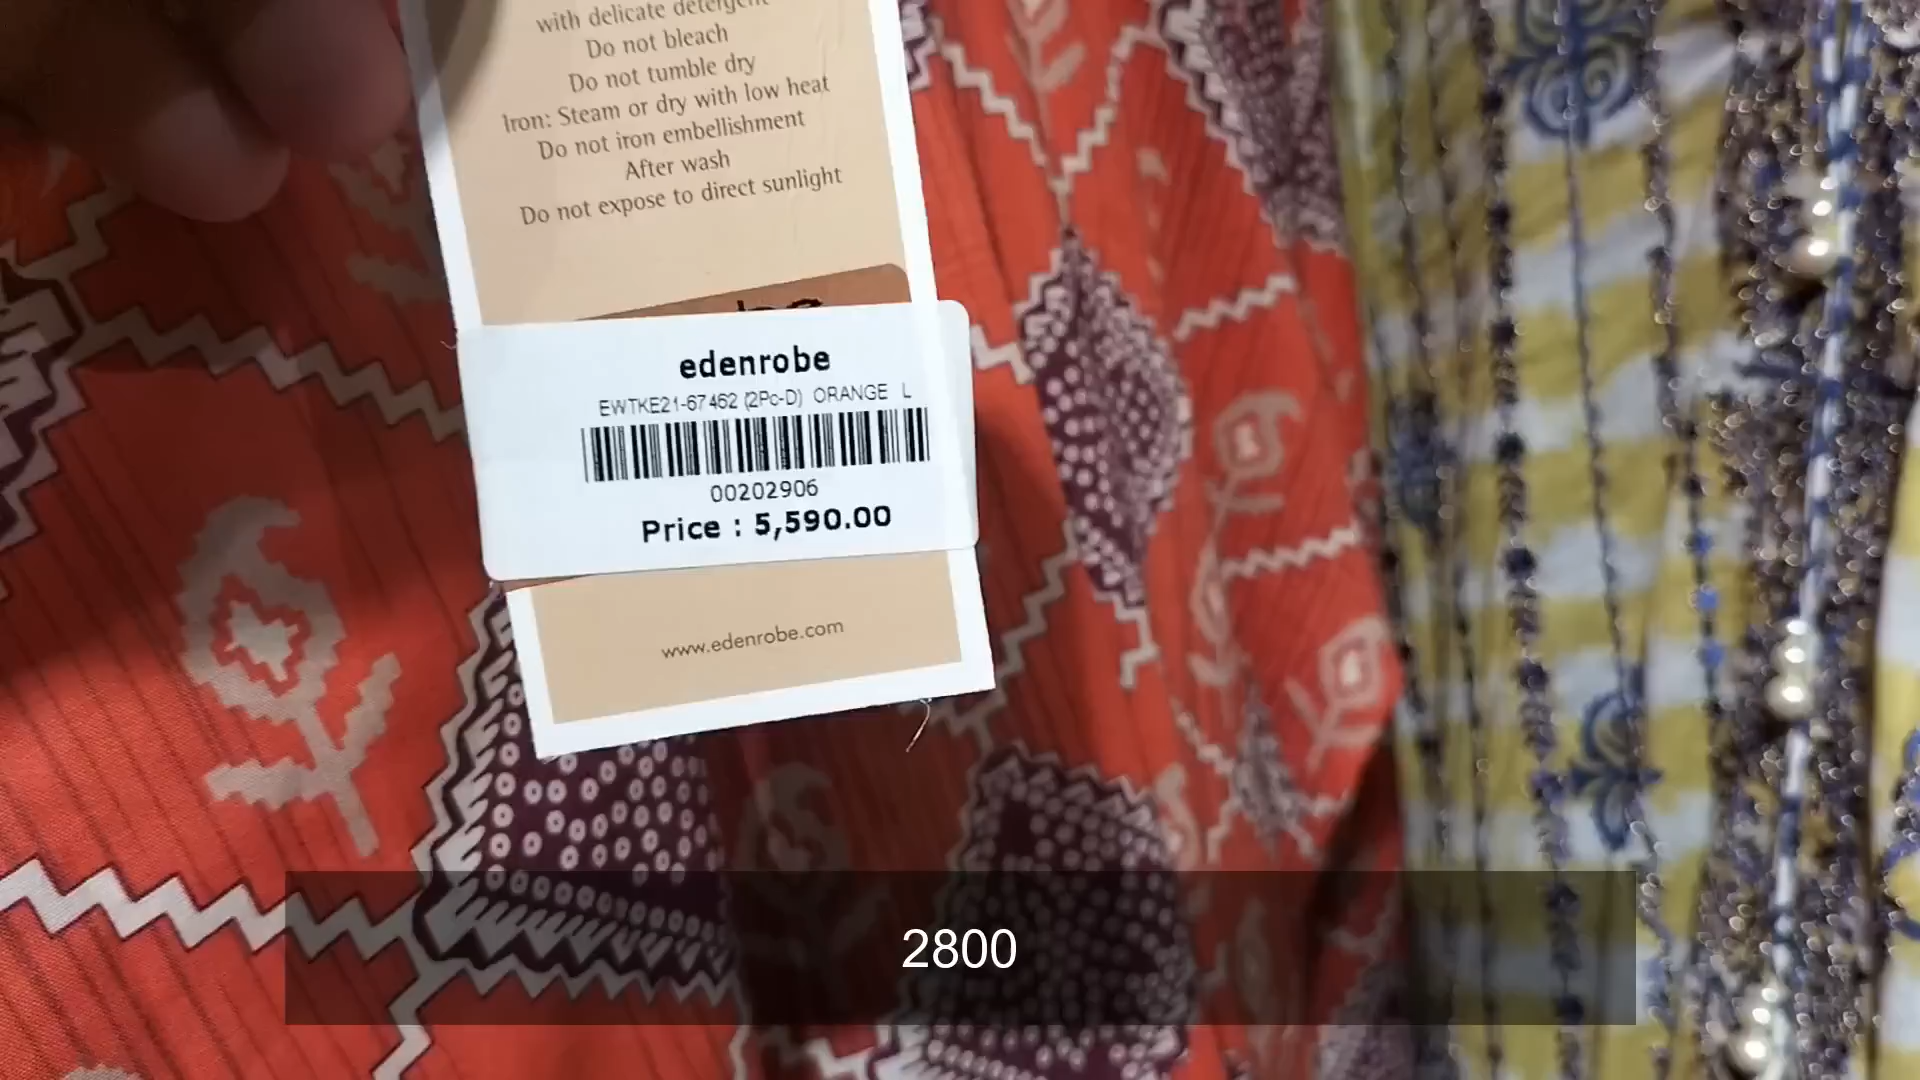 with delicate detergent
Do not bleach
Do not tumble dry
Iron: Steam or dry with low heat
Do not iron embellishment
After wash
Do not expose to direct sunlight
edenrobe
EWTKE21-67462 (2Pc-D) ORANGE L
00202906
Price : 5,590.00
www.edenrobe.com
2800